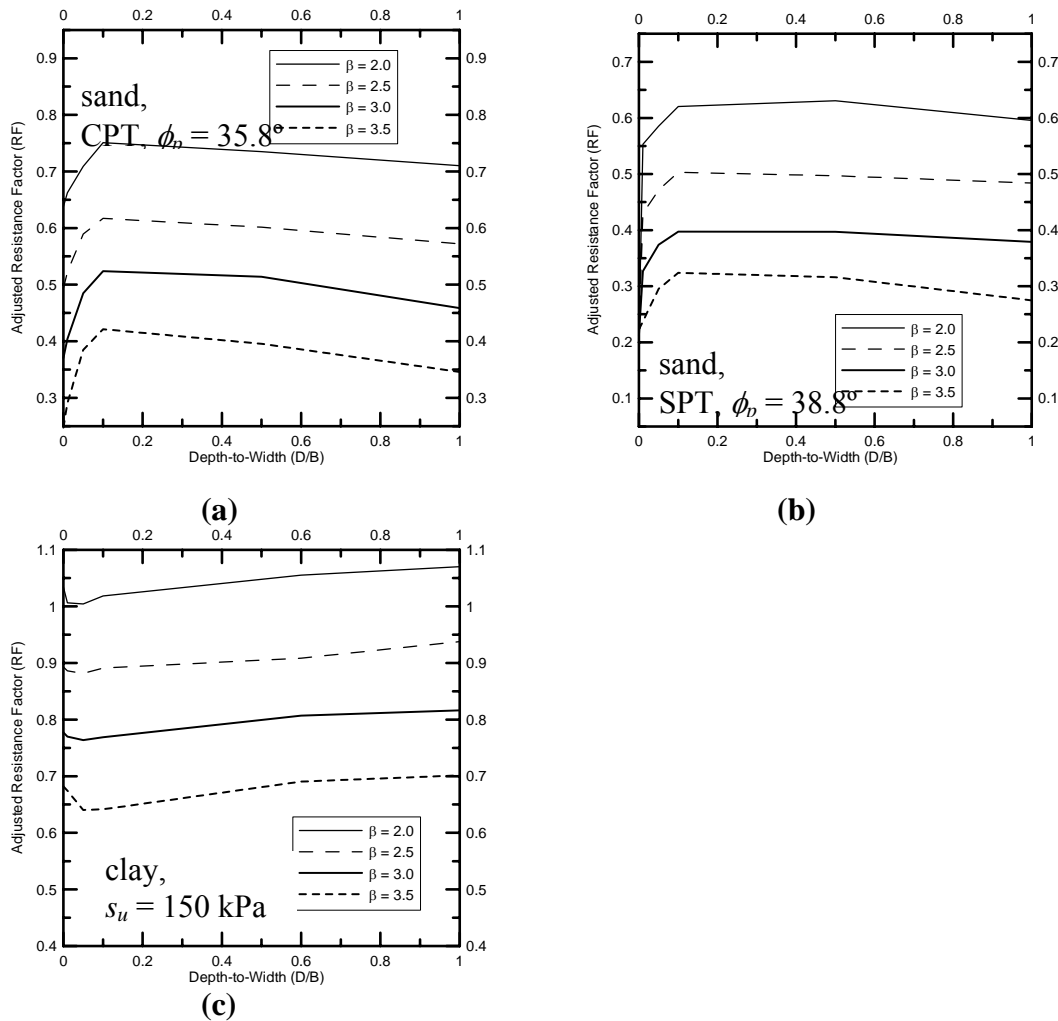 0 0.2 0.4 0.6 0.8 1
0.9 0.9
0.8 0.8
0.7 0.7
0.6 0.6
0.5 0.5
0.4 0.4
0.3 0.3
Adjusted Resistance Factor (RF)
β = 2.0
β = 2.5
β = 3.0
β = 3.5
sand,
CPT, ϕp = 35.8º
0 0.2 0.4 0.6 0.8 1
Depth-to-Width (D/B)
(a)
0 0.2 0.4 0.6 0.8 1
0.7 0.7
0.6 0.6
0.5 0.5
0.4 0.4
0.3 0.3
0.2 0.2
0.1 0.1
Adjusted Resistance Factor (RF)
β = 2.0
β = 2.5
β = 3.0
β = 3.5
sand,
SPT, ϕp = 38.8º
0 0.2 0.4 0.6 0.8 1
Depth-to-Width (D/B)
(b)
0 0.2 0.4 0.6 0.8 1
1.1 1.1
1 1
0.9 0.9
0.8 0.8
0.7 0.7
0.6 0.6
0.5 0.5
0.4 0.4
Adjusted Resistance Factor (RF)
β = 2.0
β = 2.5
β = 3.0
β = 3.5
clay,
su = 150 kPa
0 0.2 0.4 0.6 0.8 1
Depth-to-Width (D/B)
(c)